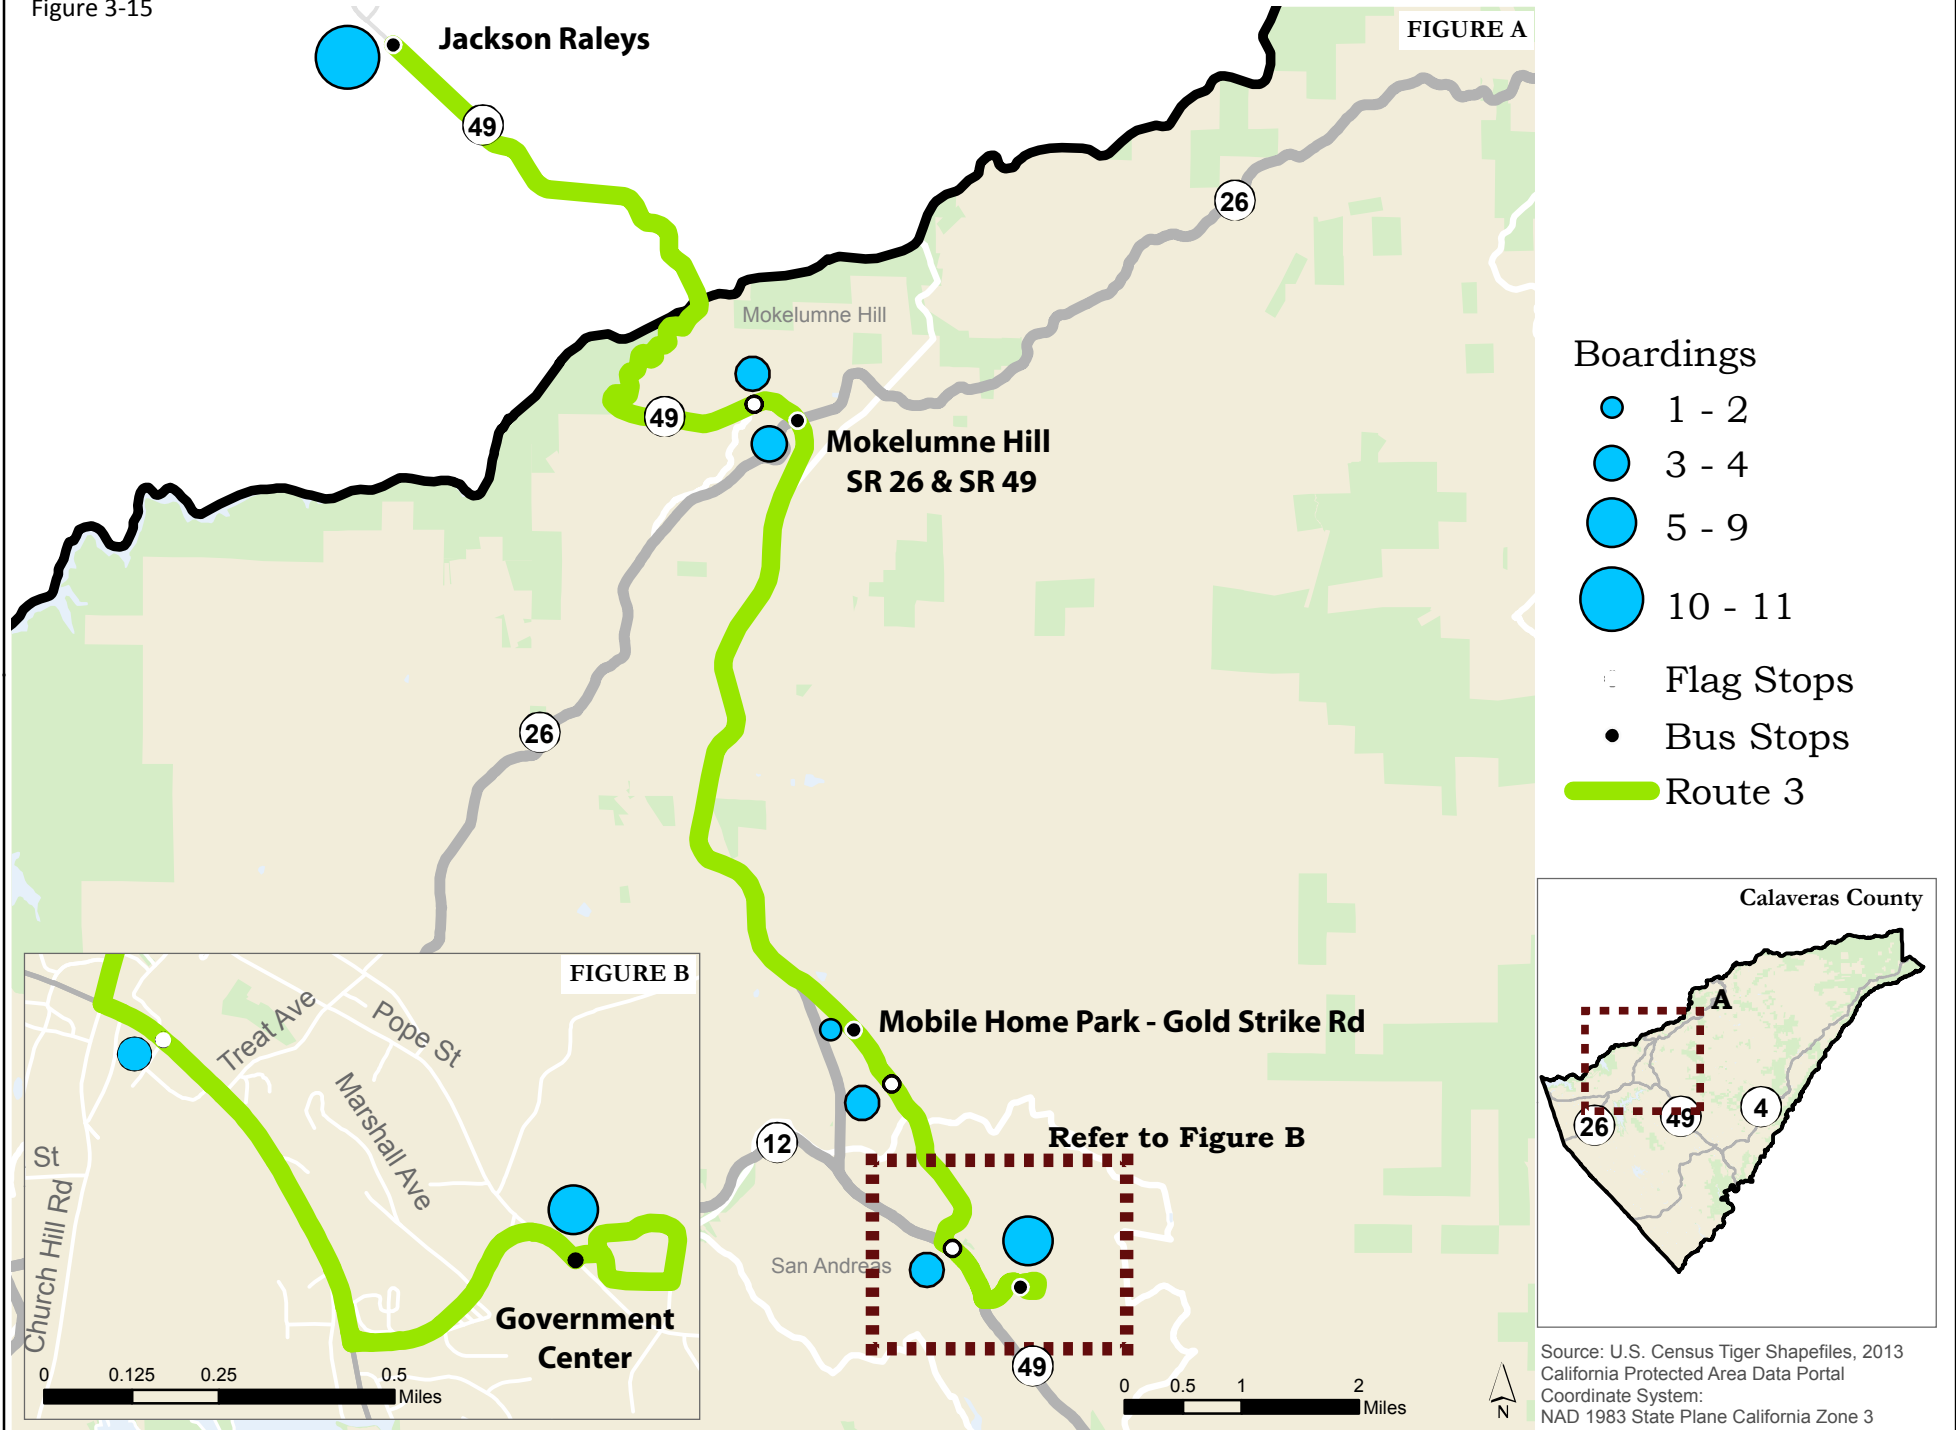 Figure 3-15
FIGURE A
Jackson Raleys
49
26
Mokelumne Hill
49
Mokelumne Hill
SR 26 & SR 49
26
Boardings
1 - 2
3 - 4
5 - 9
10 - 11
Flag Stops
Bus Stops
Route 3
Mobile Home Park - Gold Strike Rd
12
Refer to Figure B
San Andreas
49
0 0.5 1 2
Miles
N
FIGURE B
Treat Ave
Pope St
Marshall Ave
St
Church Hill Rd
Government
Center
0 0.125 0.25 0.5
Miles
Calaveras County
A
26
49
4
Source: U.S. Census Tiger Shapefiles, 2013
California Protected Area Data Portal
Coordinate System:
NAD 1983 State Plane California Zone 3